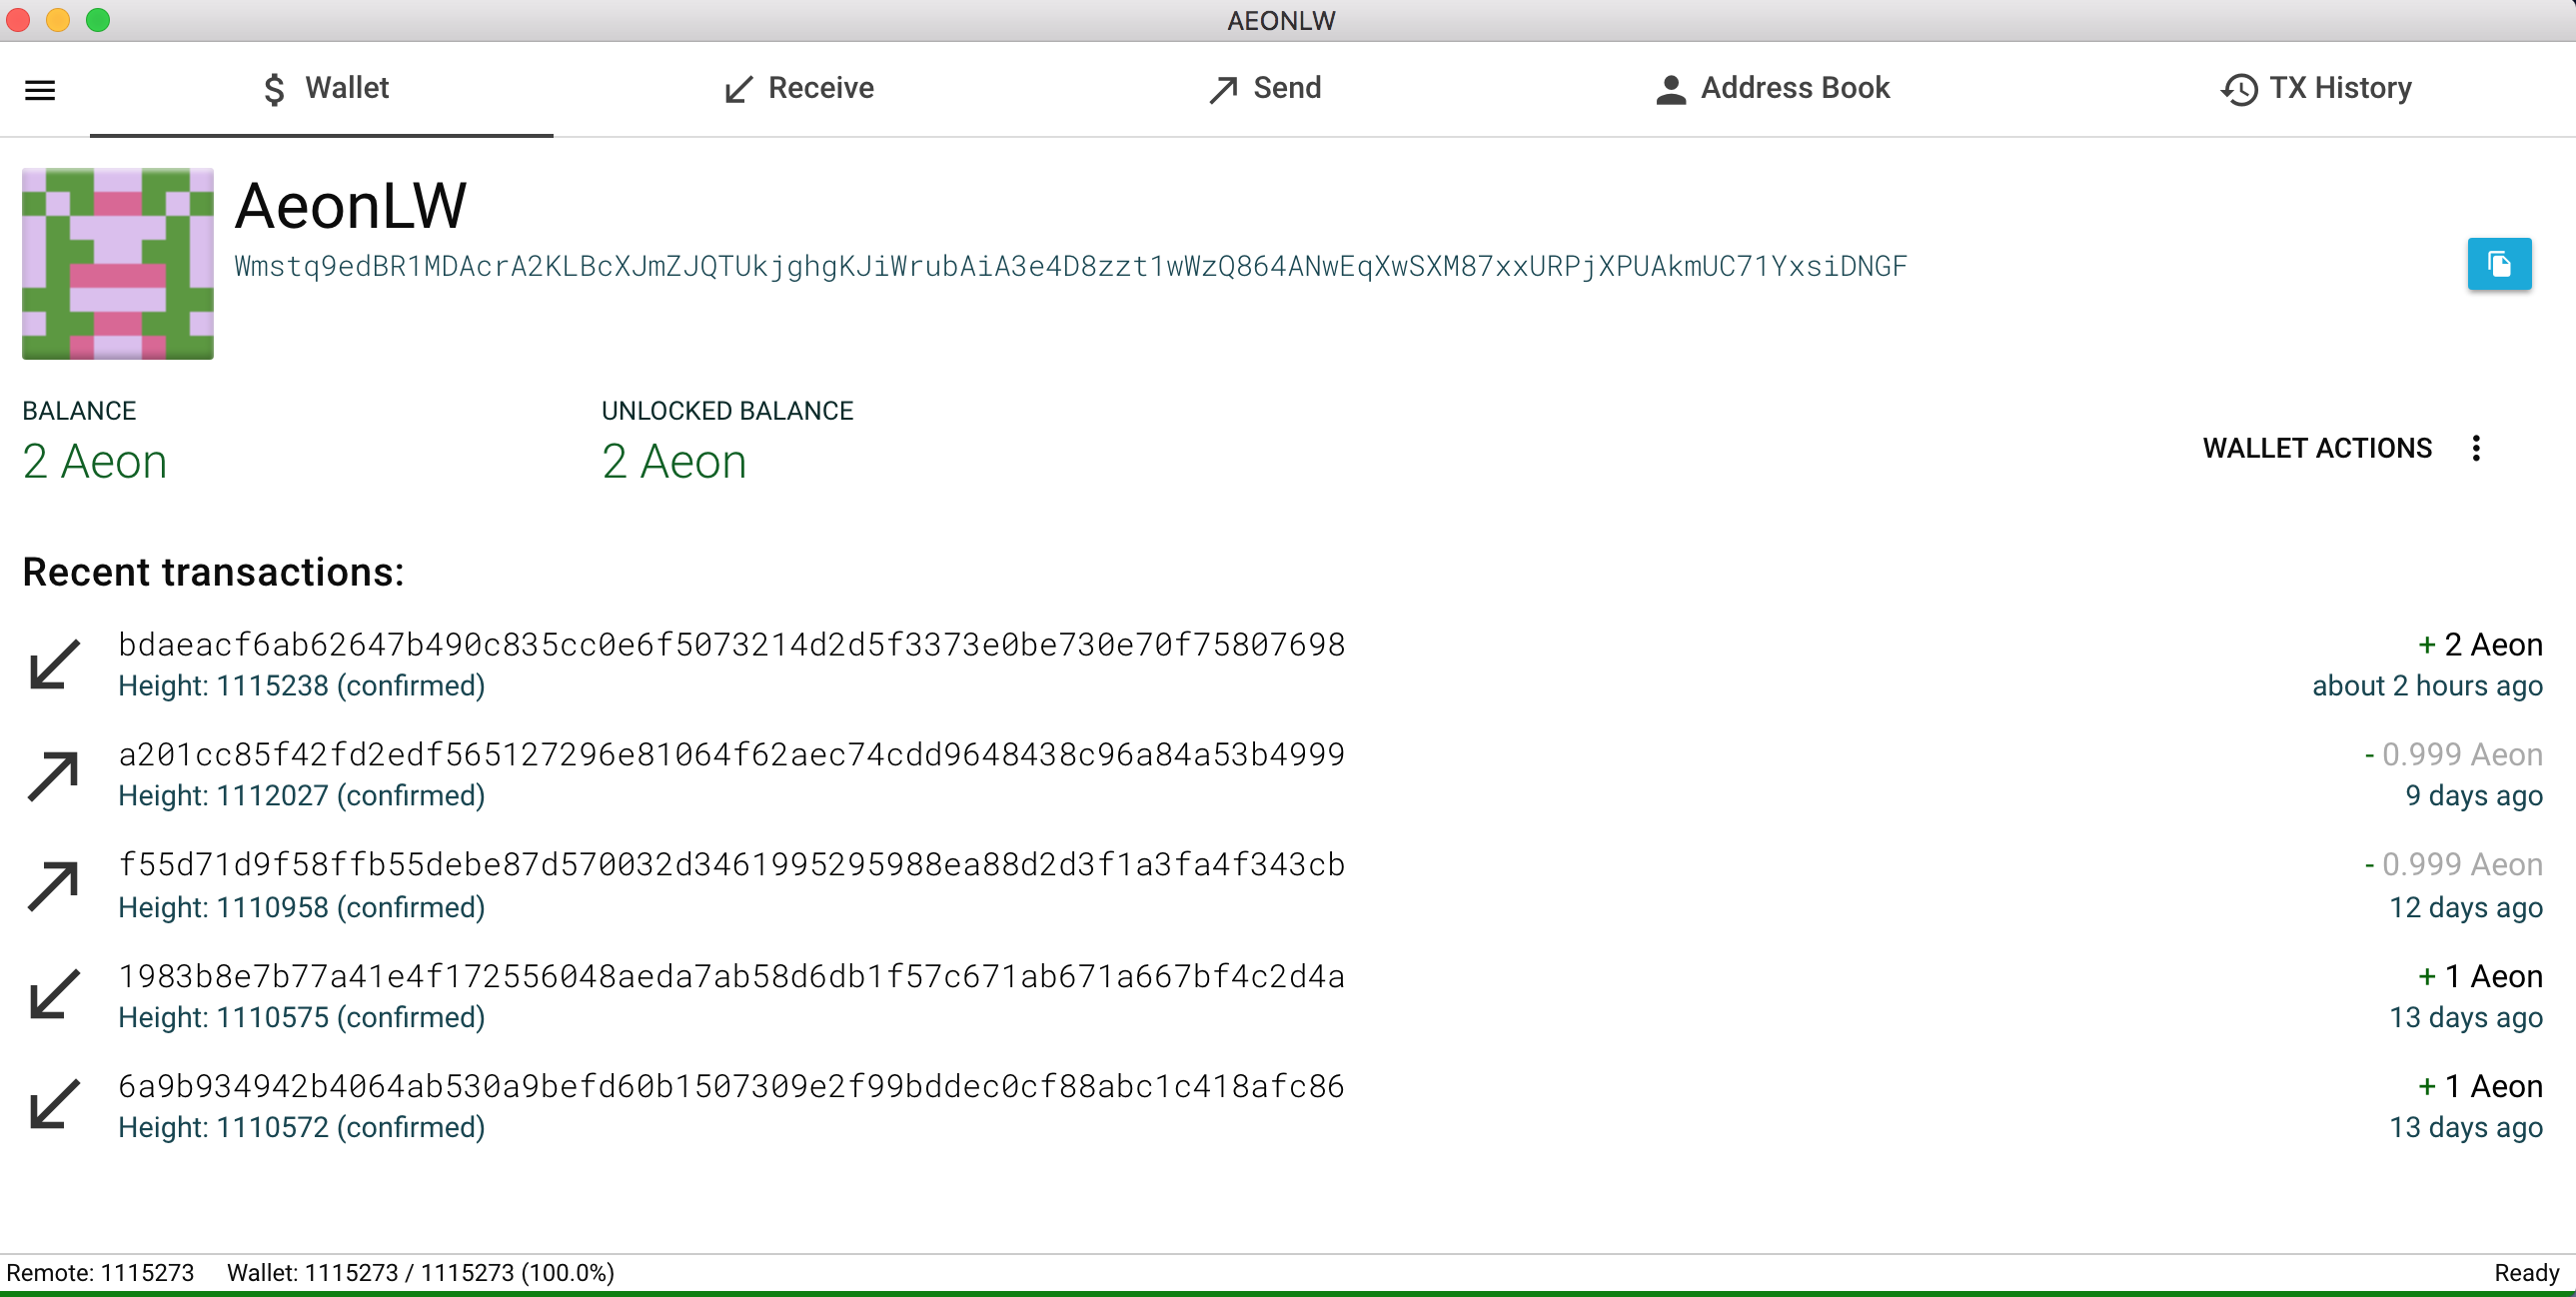 AEONLW
Wallet
Receive
Send
Address Book
TX History
AeonLW
Wmstq9edBR1MDAcrA2KLBcXJmZJQTUkjghgKJiWrubAiA3e4D8zzt1wWzQ864ANwEqXwSXM87xxURPjXPUAkmUC71YxsiDNGF
BALANCE
2 Aeon
UNLOCKED BALANCE
2 Aeon
WALLET ACTIONS
Recent transactions:
bdaeacf6ab62647b490c835cc0e6f5073214d2d5f3373e0be730e70f75807698
+ 2 Aeon
Height: 1115238 (confirmed)
about 2 hours ago
a201cc85f42fd2edf565127296e81064f62aec74cdd9648438c96a84a53b4999
- 0.999 Aeon
Height: 1112027 (confirmed)
9 days ago
f55d71d9f58ffb55debe87d570032d3461995295988ea88d2d3f1a3fa4f343cb
- 0.999 Aeon
Height: 1110958 (confirmed)
12 days ago
1983b8e7b77a41e4f172556048aeda7ab58d6db1f57c671ab671a667bf4c2d4a
+ 1 Aeon
Height: 1110575 (confirmed)
13 days ago
6a9b934942b4064ab530a9befd60b1507309e2f99bddec0cf88abc1c418afc86
+ 1 Aeon
Height: 1110572 (confirmed)
13 days ago
Remote: 1115273 Wallet: 1115273 / 1115273 (100.0%)
Ready